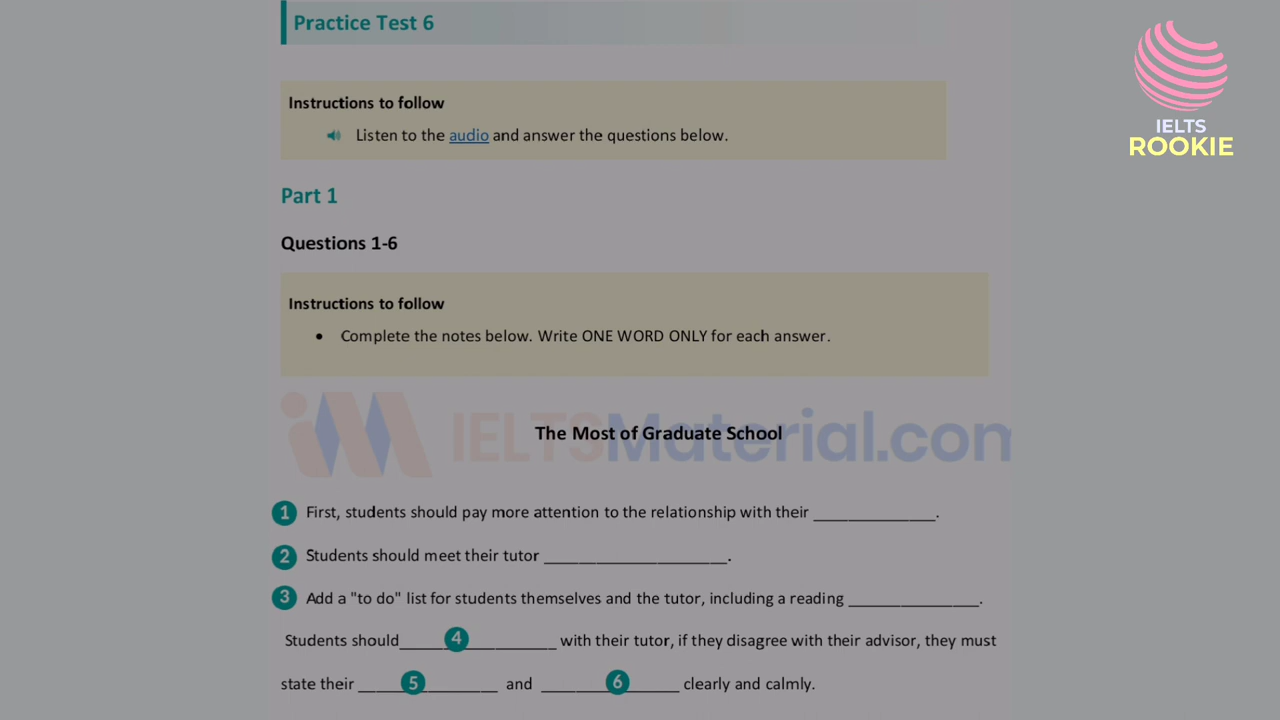 Practice Test 6
IELTS
ROOKIE
Instructions to follow
Listen to the audio and answer the questions below.
Part 1
Questions 1-6
Instructions to follow
• Complete the notes below. Write ONE WORD ONLY for each answer.
IELTSMaterial.com
The Most of Graduate School
1 First, students should pay more attention to the relationship with their ______________.
2 Students should meet their tutor _____________________.
3 Add a "to do" list for students themselves and the tutor, including a reading _______________.
Students should_____4__________ with their tutor, if they disagree with their advisor, they must
state their _____5_________ and ________6_______ clearly and calmly.